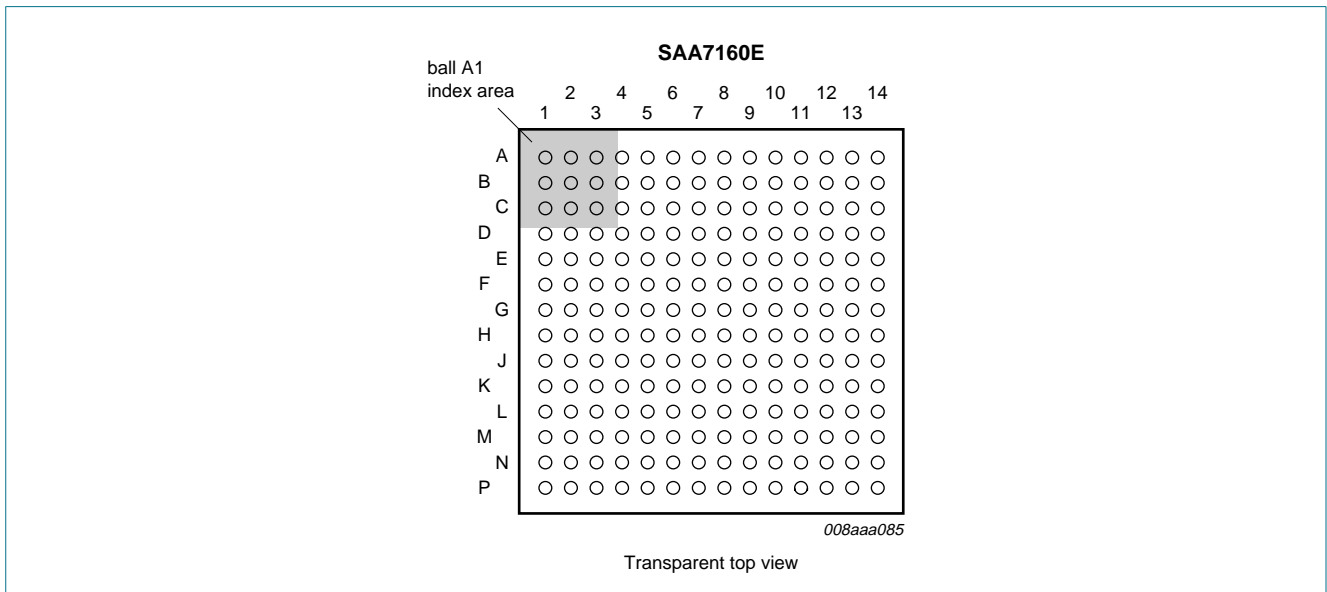 SAA7160E
ball A1
index area
2 4 6 8 10 12 14
1 3 5 7 9 11 13
A
B
C
D
E
F
G
H
J
K
L
M
N
P
008aaa085
Transparent top view